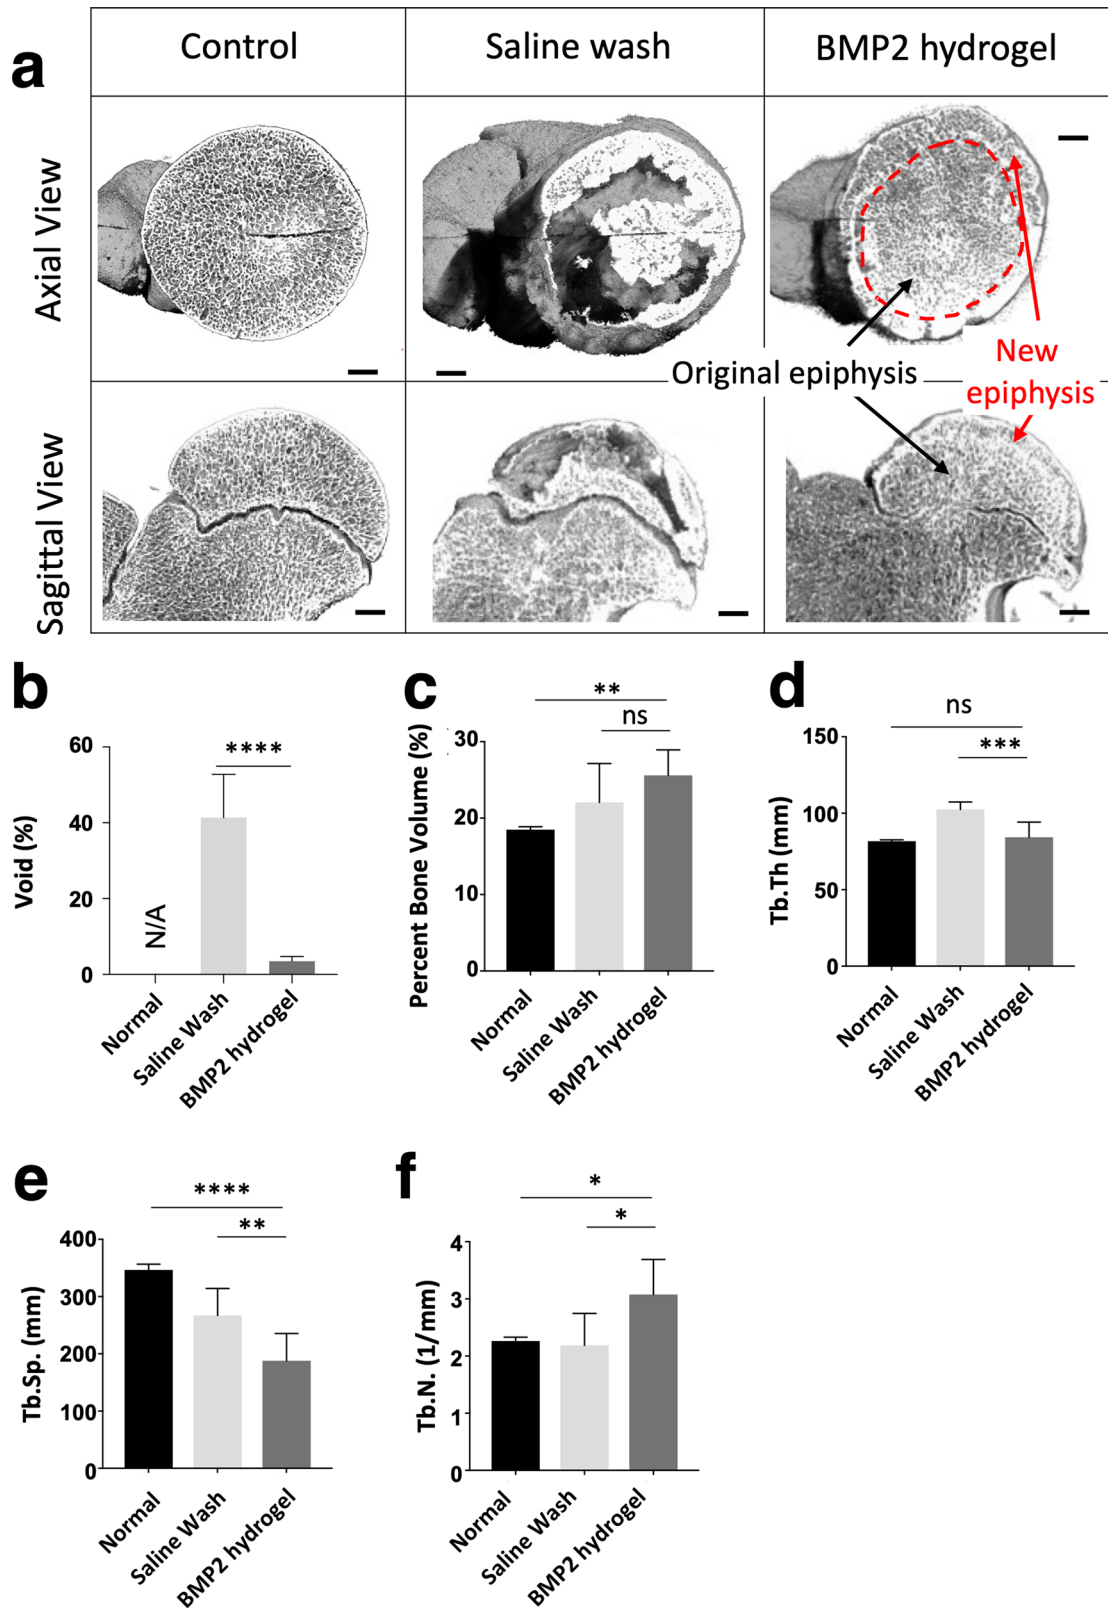 a
Control
Saline wash
BMP2 hydrogel
Axial View
Original epiphysis
New
epiphysis
Sagittal View
b
Void (%)
60
40
20
0
****
N/A
Normal
Saline Wash
BMP2 hydrogel
c
Percent Bone Volume (%)
30
20
10
0
**
ns
Normal
Saline Wash
BMP2 hydrogel
d
Tb.Th (mm)
150
100
50
0
ns
***
Normal
Saline Wash
BMP2 hydrogel
e
Tb.Sp. (mm)
400
300
200
100
0
****
**
Normal
Saline Wash
BMP2 hydrogel
f
Tb.N. (1/mm)
4
3
2
1
0
*
*
Normal
Saline Wash
BMP2 hydrogel